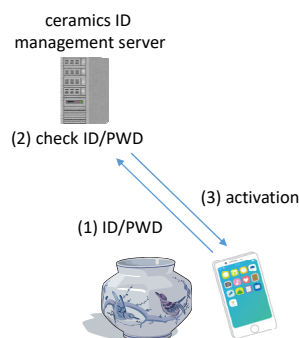 ceramics ID
management server
(2) check ID/PWD
(3) activation
(1) ID/PWD